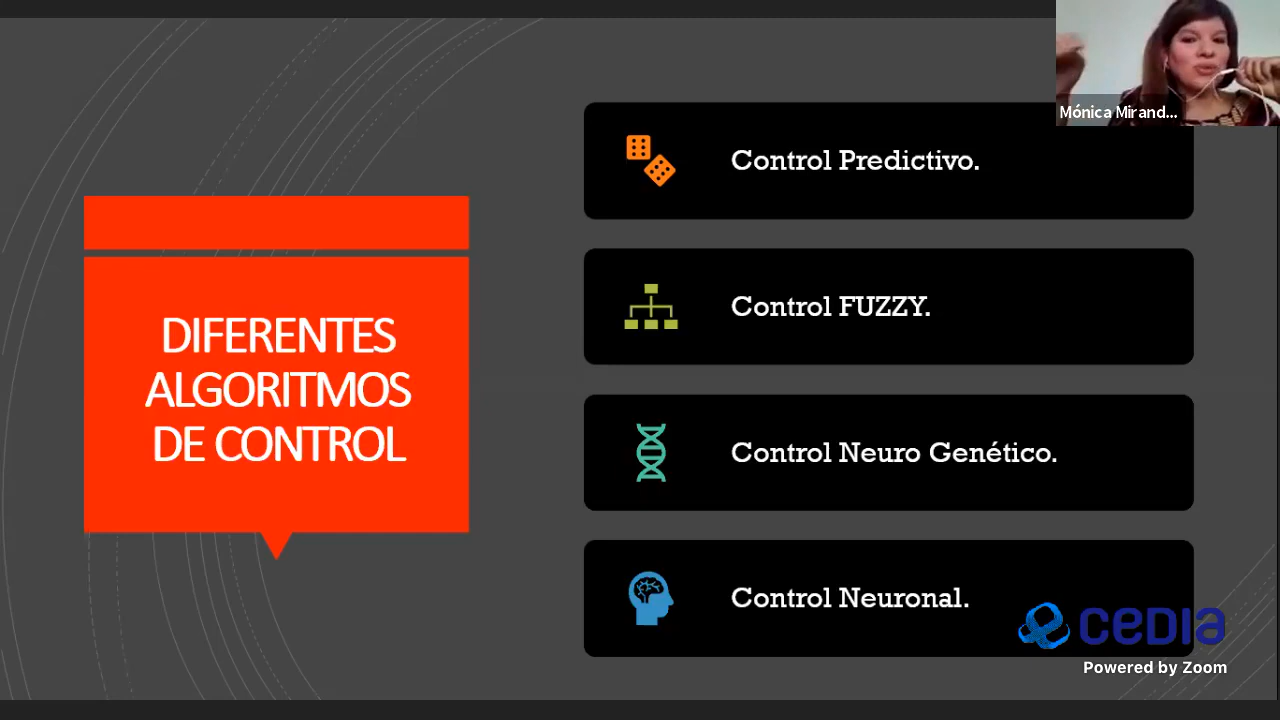 Mónica Mirand...
Control Predictivo.
Control FUZZY.
DIFERENTES
ALGORITMOS
DE CONTROL
Control Neuro Genético.
Control Neuronal.
CEDIA
Powered by Zoom